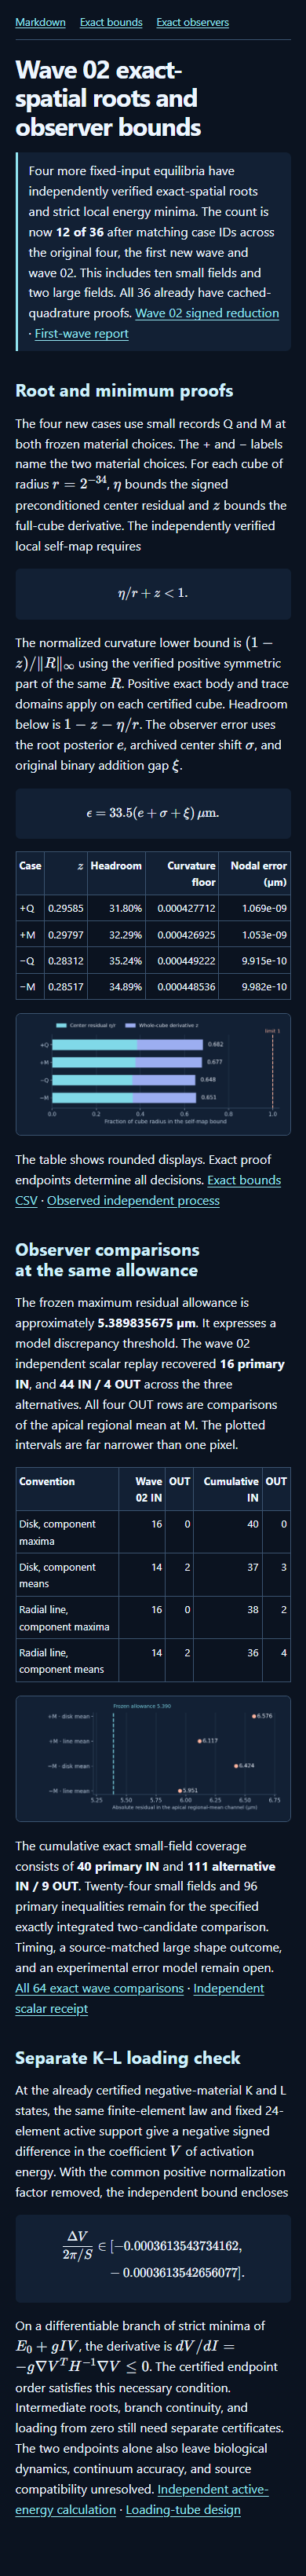 Markdown Exact bounds Exact observers
Wave 02 exact-
spatial roots and
observer bounds
Four more fixed-input equilibria have
independently verified exact-spatial roots
and strict local energy minima. The count is
now 12 of 36 after matching case IDs across
the original four, the first new wave and
wave 02. This includes ten small fields and
two large fields. All 36 already have cached-
quadrature proofs. Wave 02 signed reduction
· First-wave report
Root and minimum proofs
The four new cases use small records Q and M at
both frozen material choices. The + and − labels
name the two material choices. For each cube of
radius r = 2^{−34}, η bounds the signed
preconditioned center residual and z bounds the
full-cube derivative. The independently verified
local self-map requires
η/r + z < 1.
The normalized curvature lower bound is (1 −
z)/‖R‖∞ using the verified positive symmetric
part of the same R. Positive exact body and trace
domains apply on each certified cube. Headroom
below is 1 − z − η/r. The observer error uses
the root posterior e, archived center shift σ, and
original binary addition gap ξ.
ϵ = 33.5(e + σ + ξ) μm.
Case z Headroom Curvature floor Nodal error (μm)
+Q 0.29585 31.80% 0.000427712 1.069e-09
+M 0.29797 32.29% 0.000426925 1.053e-09
−Q 0.28312 35.24% 0.000449222 9.915e-10
−M 0.28517 34.89% 0.000448536 9.982e-10
Center residual η/r Whole-cube derivative z
limit 1
+Q 0.682
+M 0.677
−Q 0.648
−M 0.651
0.0 0.2 0.4 0.6 0.8 1.0
Fraction of cube radius in the self-map bound
The table shows rounded displays. Exact proof
endpoints determine all decisions. Exact bounds
CSV · Observed independent process
Observer comparisons
at the same allowance
The frozen maximum residual allowance is
approximately 5.389835675 μm. It expresses a
model discrepancy threshold. The wave 02
independent scalar replay recovered 16 primary
IN, and 44 IN / 4 OUT across the three
alternatives. All four OUT rows are comparisons
of the apical regional mean at M. The plotted
intervals are far narrower than one pixel.
Convention Wave 02 IN OUT Cumulative IN OUT
Disk, component maxima 16 0 40 0
Disk, component means 14 2 37 3
Radial line, component maxima 16 0 38 2
Radial line, component means 14 2 36 4
Frozen allowance 5.390
+M · disk mean 6.576
+M · line mean 6.117
−M · disk mean 6.424
−M · line mean 5.951
5.25 5.50 5.75 6.00 6.25 6.50 6.75
Absolute residual in the apical regional-mean channel (μm)
The cumulative exact small-field coverage
consists of 40 primary IN and 111 alternative
IN / 9 OUT. Twenty-four small fields and 96
primary inequalities remain for the specified
exactly integrated two-candidate comparison.
Timing, a source-matched large shape outcome,
and an experimental error model remain open.
All 64 exact wave comparisons · Independent
scalar receipt
Separate K–L loading check
At the already certified negative-material K and L
states, the same finite-element law and fixed 24-
element active support give a negative signed
difference in the coefficient V of activation
energy. With the common positive normalization
factor removed, the independent bound encloses
ΔV/(2π/S) ∈ [−0.0003613543734162,
− 0.0003613542656077].
On a differentiable branch of strict minima of
E₀ + gIV, the derivative is dV/dI =
−g∇V^T H^{−1}∇V ≤ 0. The certified endpoint
order satisfies this necessary condition.
Intermediate roots, branch continuity, and
loading from zero still need separate certificates.
The two endpoints alone also leave biological
dynamics, continuum accuracy, and source
compatibility unresolved. Independent active-
energy calculation · Loading-tube design